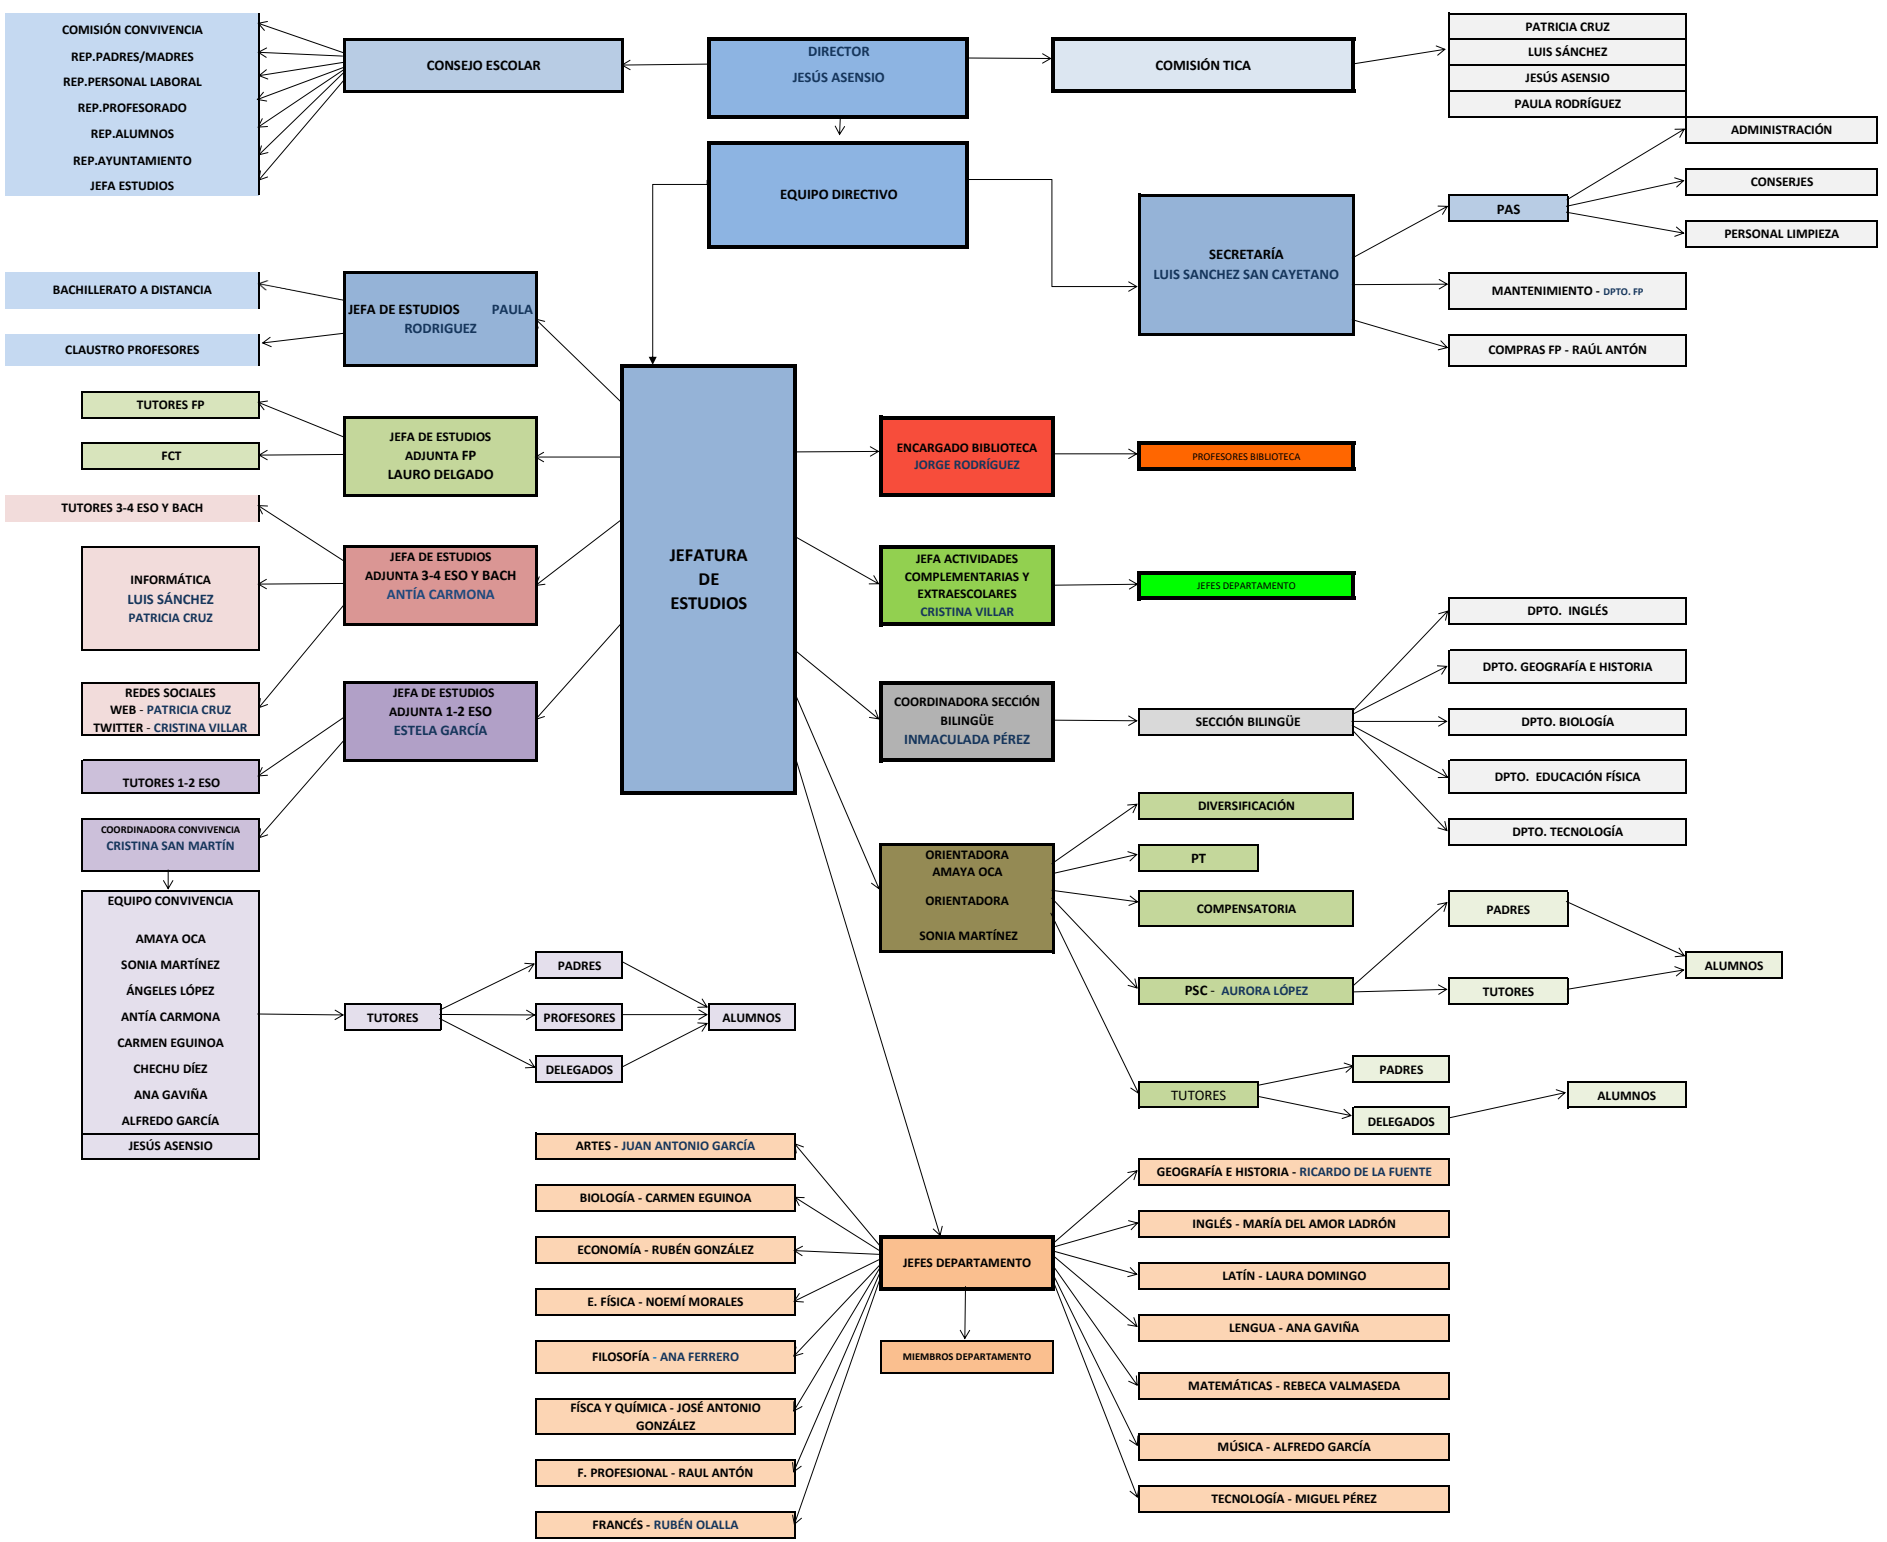 COMISIÓN CONVIVENCIA
REP.PADRES/MADRES
REP.PERSONAL LABORAL
REP.PROFESORADO
REP.ALUMNOS
REP.AYUNTAMIENTO
JEFA ESTUDIOS
CONSEJO ESCOLAR
DIRECTOR
JESÚS ASENSIO
COMISIÓN TICA
PATRICIA CRUZ
LUIS SÁNCHEZ
JESÚS ASENSIO
PAULA RODRÍGUEZ
EQUIPO DIRECTIVO
SECRETARÍA
LUIS SANCHEZ SAN CAYETANO
PAS
ADMINISTRACIÓN
CONSERJES
PERSONAL LIMPIEZA
MANTENIMIENTO - DPTO. FP
COMPRAS FP - RAÚL ANTÓN
BACHILLERATO A DISTANCIA
CLAUSTRO PROFESORES
JEFA DE ESTUDIOS PAULA
RODRIGUEZ
TUTORES FP
FCT
JEFA DE ESTUDIOS
ADJUNTA FP
LAURO DELGADO
TUTORES 3-4 ESO Y BACH
INFORMÁTICA
LUIS SÁNCHEZ
PATRICIA CRUZ
JEFA DE ESTUDIOS
ADJUNTA 3-4 ESO Y BACH
ANTÍA CARMONA
REDES SOCIALES
WEB - PATRICIA CRUZ
TWITTER - CRISTINA VILLAR
JEFA DE ESTUDIOS
ADJUNTA 1-2 ESO
ESTELA GARCÍA
TUTORES 1-2 ESO
COORDINADORA CONVIVENCIA
CRISTINA SAN MARTÍN
EQUIPO CONVIVENCIA
AMAYA OCA
SONIA MARTÍNEZ
ÁNGELES LÓPEZ
ANTÍA CARMONA
CARMEN EGUINOA
CHECHU DÍEZ
ANA GAVIÑA
ALFREDO GARCÍA
JESÚS ASENSIO
TUTORES
PADRES
PROFESORES
DELEGADOS
ALUMNOS
JEFATURA
DE
ESTUDIOS
ENCARGADO BIBLIOTECA
JORGE RODRÍGUEZ
PROFESORES BIBLIOTECA
JEFA ACTIVIDADES
COMPLEMENTARIAS Y
EXTRAESCOLARES
CRISTINA VILLAR
JEFES DEPARTAMENTO
COORDINADORA SECCIÓN
BILINGÜE
INMACULADA PÉREZ
SECCIÓN BILINGÜE
DPTO. INGLÉS
DPTO. GEOGRAFÍA E HISTORIA
DPTO. BIOLOGÍA
DPTO. EDUCACIÓN FÍSICA
DPTO. TECNOLOGÍA
ORIENTADORA
AMAYA OCA
ORIENTADORA
SONIA MARTÍNEZ
DIVERSIFICACIÓN
PT
COMPENSATORIA
PSC - AURORA LÓPEZ
PADRES
TUTORES
ALUMNOS
TUTORES
PADRES
DELEGADOS
ALUMNOS
ARTES - JUAN ANTONIO GARCÍA
BIOLOGÍA - CARMEN EGUINOA
ECONOMÍA - RUBÉN GONZÁLEZ
E. FÍSICA - NOEMÍ MORALES
FILOSOFÍA - ANA FERRERO
FÍSCA Y QUÍMICA - JOSÉ ANTONIO
GONZÁLEZ
F. PROFESIONAL - RAUL ANTÓN
FRANCÉS - RUBÉN OLALLA
JEFES DEPARTAMENTO
MIEMBROS DEPARTAMENTO
GEOGRAFÍA E HISTORIA - RICARDO DE LA FUENTE
INGLÉS - MARÍA DEL AMOR LADRÓN
LATÍN - LAURA DOMINGO
LENGUA - ANA GAVIÑA
MATEMÁTICAS - REBECA VALMASEDA
MÚSICA - ALFREDO GARCÍA
TECNOLOGÍA - MIGUEL PÉREZ